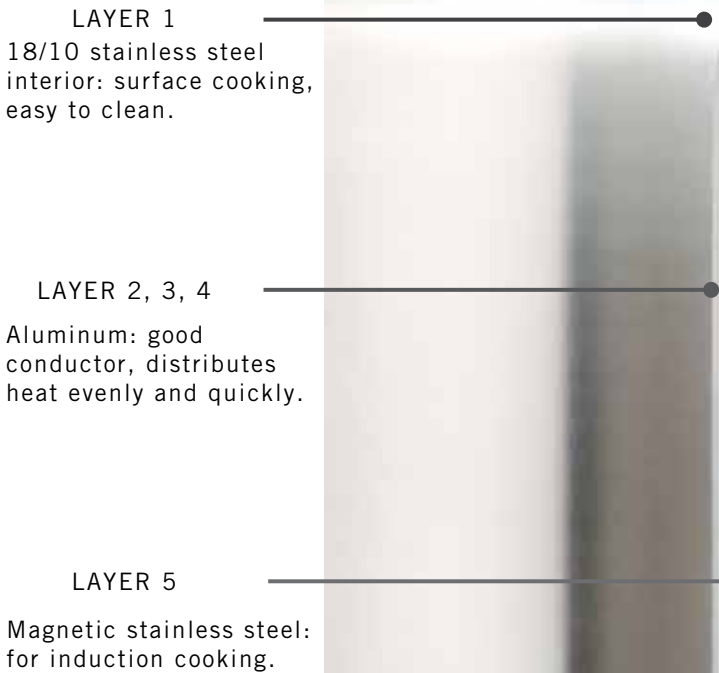 LAYER 1
18/10 stainless steel
interior: surface cooking,
easy to clean.
LAYER 2, 3, 4
Aluminum: good
conductor, distributes
heat evenly and quickly.
LAYER 5
Magnetic stainless steel:
for induction cooking.